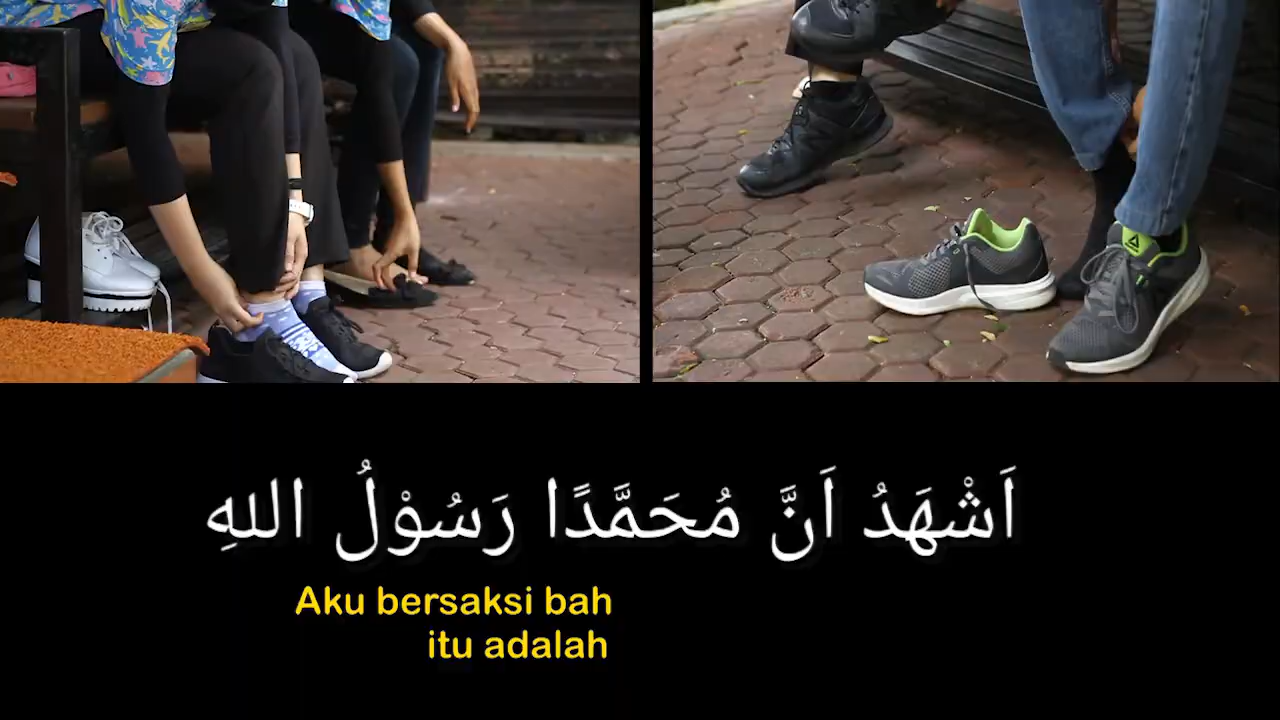 اَشْهَدُ اَنَّ مُحَمَّدًا رَسُوْلُ اللهِ
Aku bersaksi bah
itu adalah